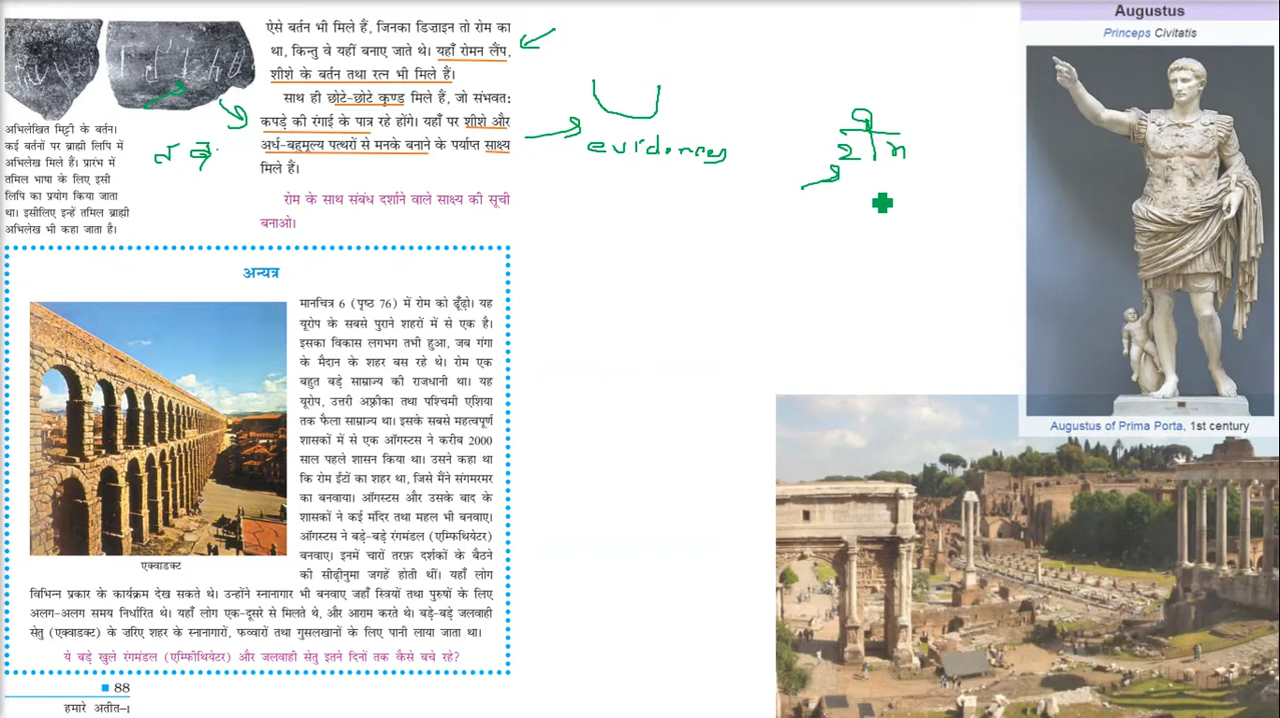 ऐसे बर्तन भी मिले हैं, जिनका डिज़ाइन तो रोम का
था, किन्तु वे यहीं बनाए जाते थे। यहाँ रोमन लैंप,
शीशे के बर्तन तथा रत्न भी मिले हैं।
साथ ही छोटे-छोटे कुण्ड मिले हैं, जो संभवत:
कपड़े की रंगाई के पात्र रहे होंगे। यहाँ पर शीशे और
अर्ध-बहुमूल्य पत्थरों से मनके बनाने के पर्याप्त साक्ष्य
मिले हैं।
रोम के साथ संबंध दर्शाने वाले साक्ष्य की सूची
बनाओ।
अभिलेखित मिट्टी के बर्तन।
कई बर्तनों पर ब्राह्मी लिपि में
अभिलेख मिले हैं। प्रारंभ में
तमिल भाषा के लिए इसी
लिपि का प्रयोग किया जाता
था। इसीलिए इन्हें तमिल ब्राह्मी
अभिलेख भी कहा जाता है।
evidences
अन्यत्र
मानचित्र 6 (पृष्ठ 76) में रोम को ढूँढ़ो। यह
यूरोप के सबसे पुराने शहरों में से एक है।
इसका विकास लगभग तभी हुआ, जब गंगा
के मैदान के शहर बस रहे थे। रोम एक
बहुत बड़े साम्राज्य की राजधानी था। यह
यूरोप, उत्तरी अफ़्रीका तथा पश्चिमी एशिया
तक फैला साम्राज्य था। इसके सबसे महत्वपूर्ण
शासकों में से एक ऑगस्टस ने करीब 2000
साल पहले शासन किया था। उसने कहा था
कि रोम ईंटों का शहर था, जिसे मैंने संगमरमर
का बनवाया। ऑगस्टस और उसके बाद के
शासकों ने कई मंदिर तथा महल भी बनवाए।
ऑगस्टस ने बड़े-बड़े रंगमंडल (एम्फिथियेटर)
बनवाए। इनमें चारों तरफ़ दर्शकों के बैठने
की सीढ़ीनुमा जगहें होती थीं। यहाँ लोग
विभिन्न प्रकार के कार्यक्रम देख सकते थे। उन्होंने स्नानागार भी बनवाए जहाँ स्त्रियों तथा पुरुषों के लिए
अलग-अलग समय निर्धारित थे। यहाँ लोग एक-दूसरे से मिलते थे, और आराम करते थे। बड़े-बड़े जलवाही
सेतु (एक्वाडक्ट) के ज़रिए शहर के स्नानागारों, फव्वारों तथा गुसलखानों के लिए पानी लाया जाता था।
ये बड़े खुले रंगमंडल (एम्फीथियेटर) और जलवाही सेतु इतने दिनों तक कैसे बचे रहे?
एक्वाडक्ट
88
हमारे अतीत–I
Augustus
Princeps Civitatis
Augustus of Prima Porta, 1st century